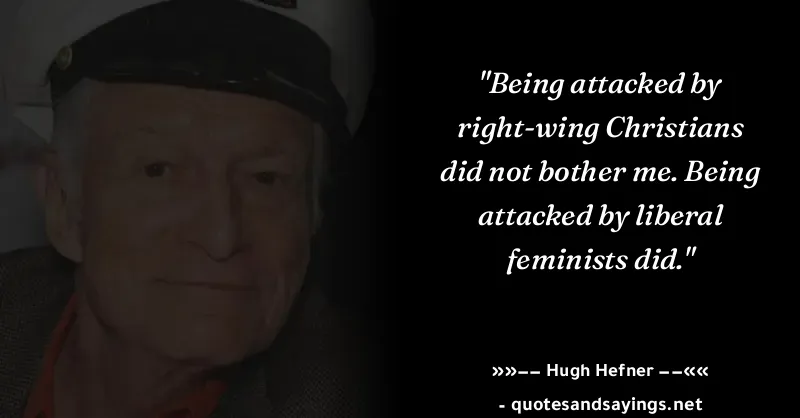 "Being attacked by
right-wing Christians
did not bother me. Being
attacked by liberal
feminists did."
»»–– Hugh Hefner ––««
- quotesandsayings.net